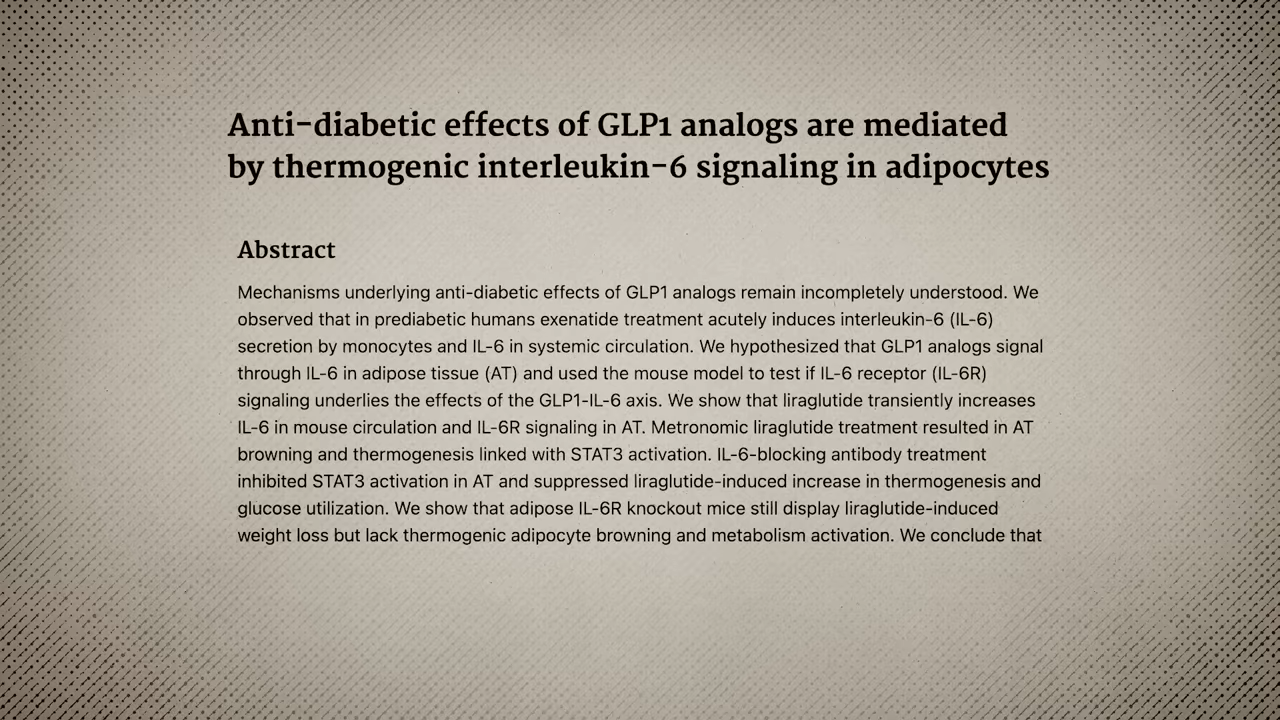 Anti-diabetic effects of GLP1 analogs are mediated
by thermogenic interleukin-6 signaling in adipocytes
Abstract
Mechanisms underlying anti-diabetic effects of GLP1 analogs remain incompletely understood. We
observed that in prediabetic humans exenatide treatment acutely induces interleukin-6 (IL-6)
secretion by monocytes and IL-6 in systemic circulation. We hypothesized that GLP1 analogs signal
through IL-6 in adipose tissue (AT) and used the mouse model to test if IL-6 receptor (IL-6R)
signaling underlies the effects of the GLP1-IL-6 axis. We show that liraglutide transiently increases
IL-6 in mouse circulation and IL-6R signaling in AT. Metronomic liraglutide treatment resulted in AT
browning and thermogenesis linked with STAT3 activation. IL-6-blocking antibody treatment
inhibited STAT3 activation in AT and suppressed liraglutide-induced increase in thermogenesis and
glucose utilization. We show that adipose IL-6R knockout mice still display liraglutide-induced
weight loss but lack thermogenic adipocyte browning and metabolism activation. We conclude that